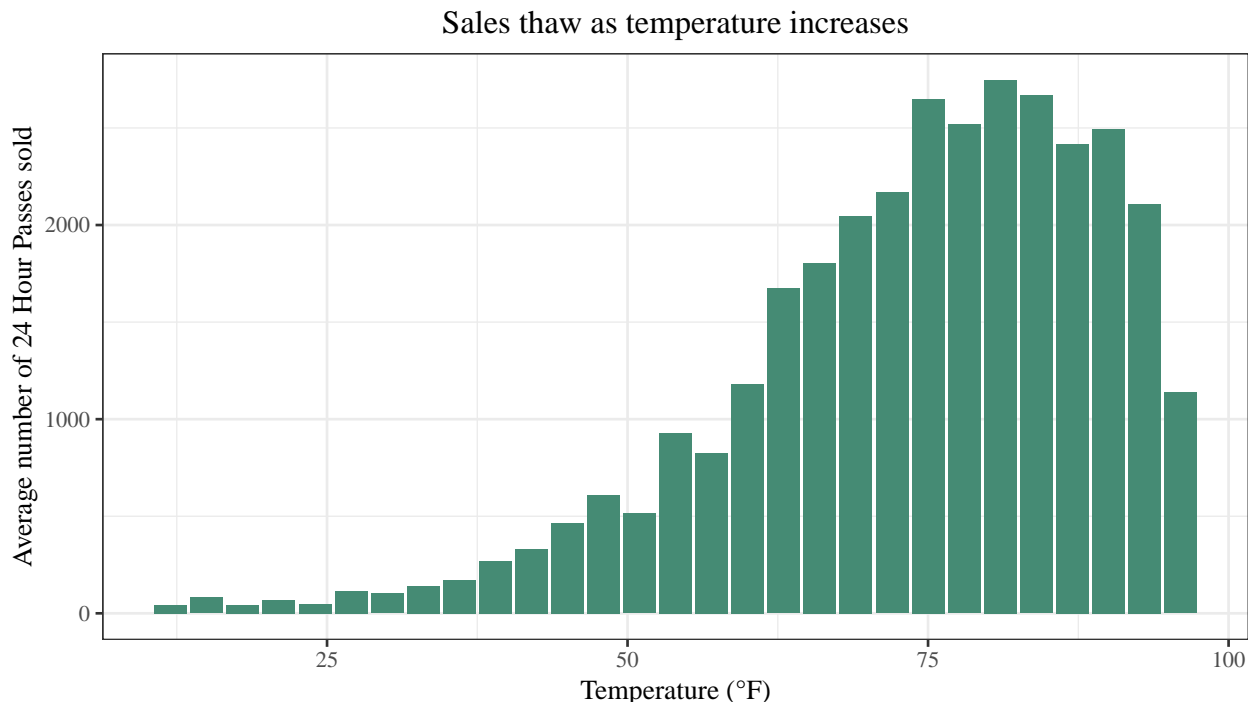 Sales thaw as temperature increases
Average number of 24 Hour Passes sold
2000
1000
0
25
50
75
100
Temperature (°F)